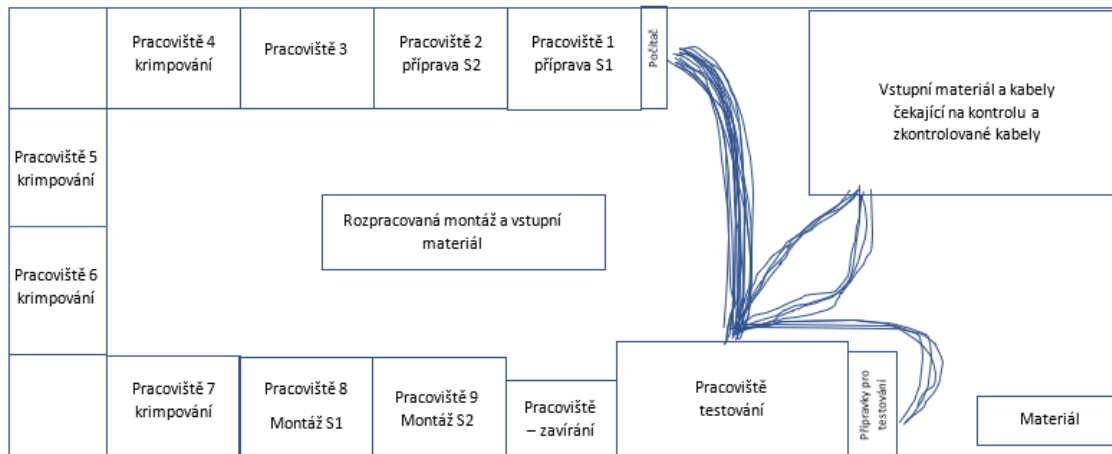 Pracoviště 4
krimpování
Pracoviště 3
Pracoviště 2
příprava S2
Pracoviště 1
příprava S1
Počítač
Vstupní materiál a kabely
čekající na kontrolu a
zkontrolované kabely
Pracoviště 5
krimpování
Rozpracovaná montáž a vstupní
materiál
Pracoviště 6
krimpování
Pracoviště 7
krimpování
Pracoviště 8
Montáž S1
Pracoviště 9
Montáž S2
Pracoviště
– zavírání
Pracoviště
testování
Přípravky pro
testování
Materiál